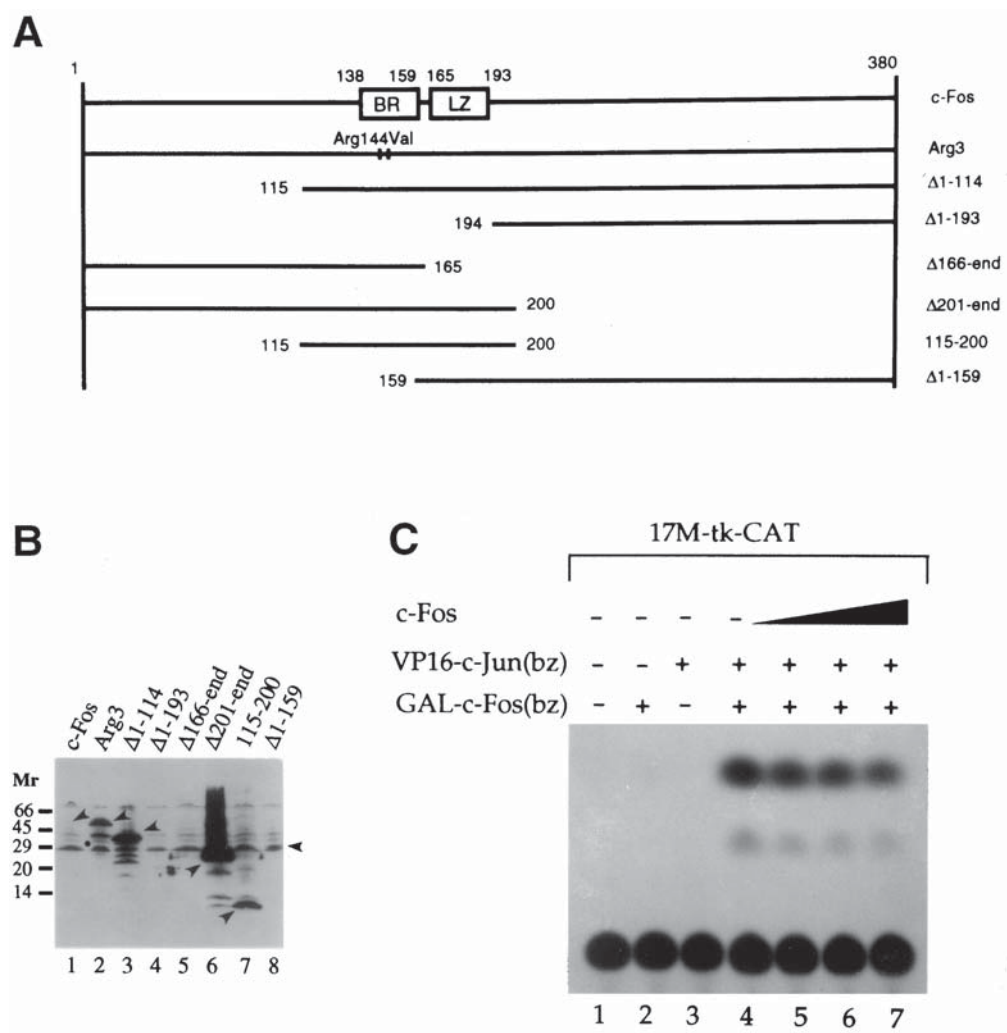 A
1
138 159 165 193
380
BR
LZ
c-Fos
Arg144Val
Arg3
115
Δ1-114
194
Δ1-193
165
Δ166-end
200
Δ201-end
115
200
115-200
159
Δ1-159
B
c-Fos
Arg3
Δ1-114
Δ1-193
Δ166-end
Δ201-end
115-200
Δ1-159
Mr
66
45
29
20
14
1 2 3 4 5 6 7 8
C
17M-tk-CAT
c-Fos - - - -
VP16-c-Jun(bz) - - + + + + +
GAL-c-Fos(bz) - + - + + + +
1 2 3 4 5 6 7